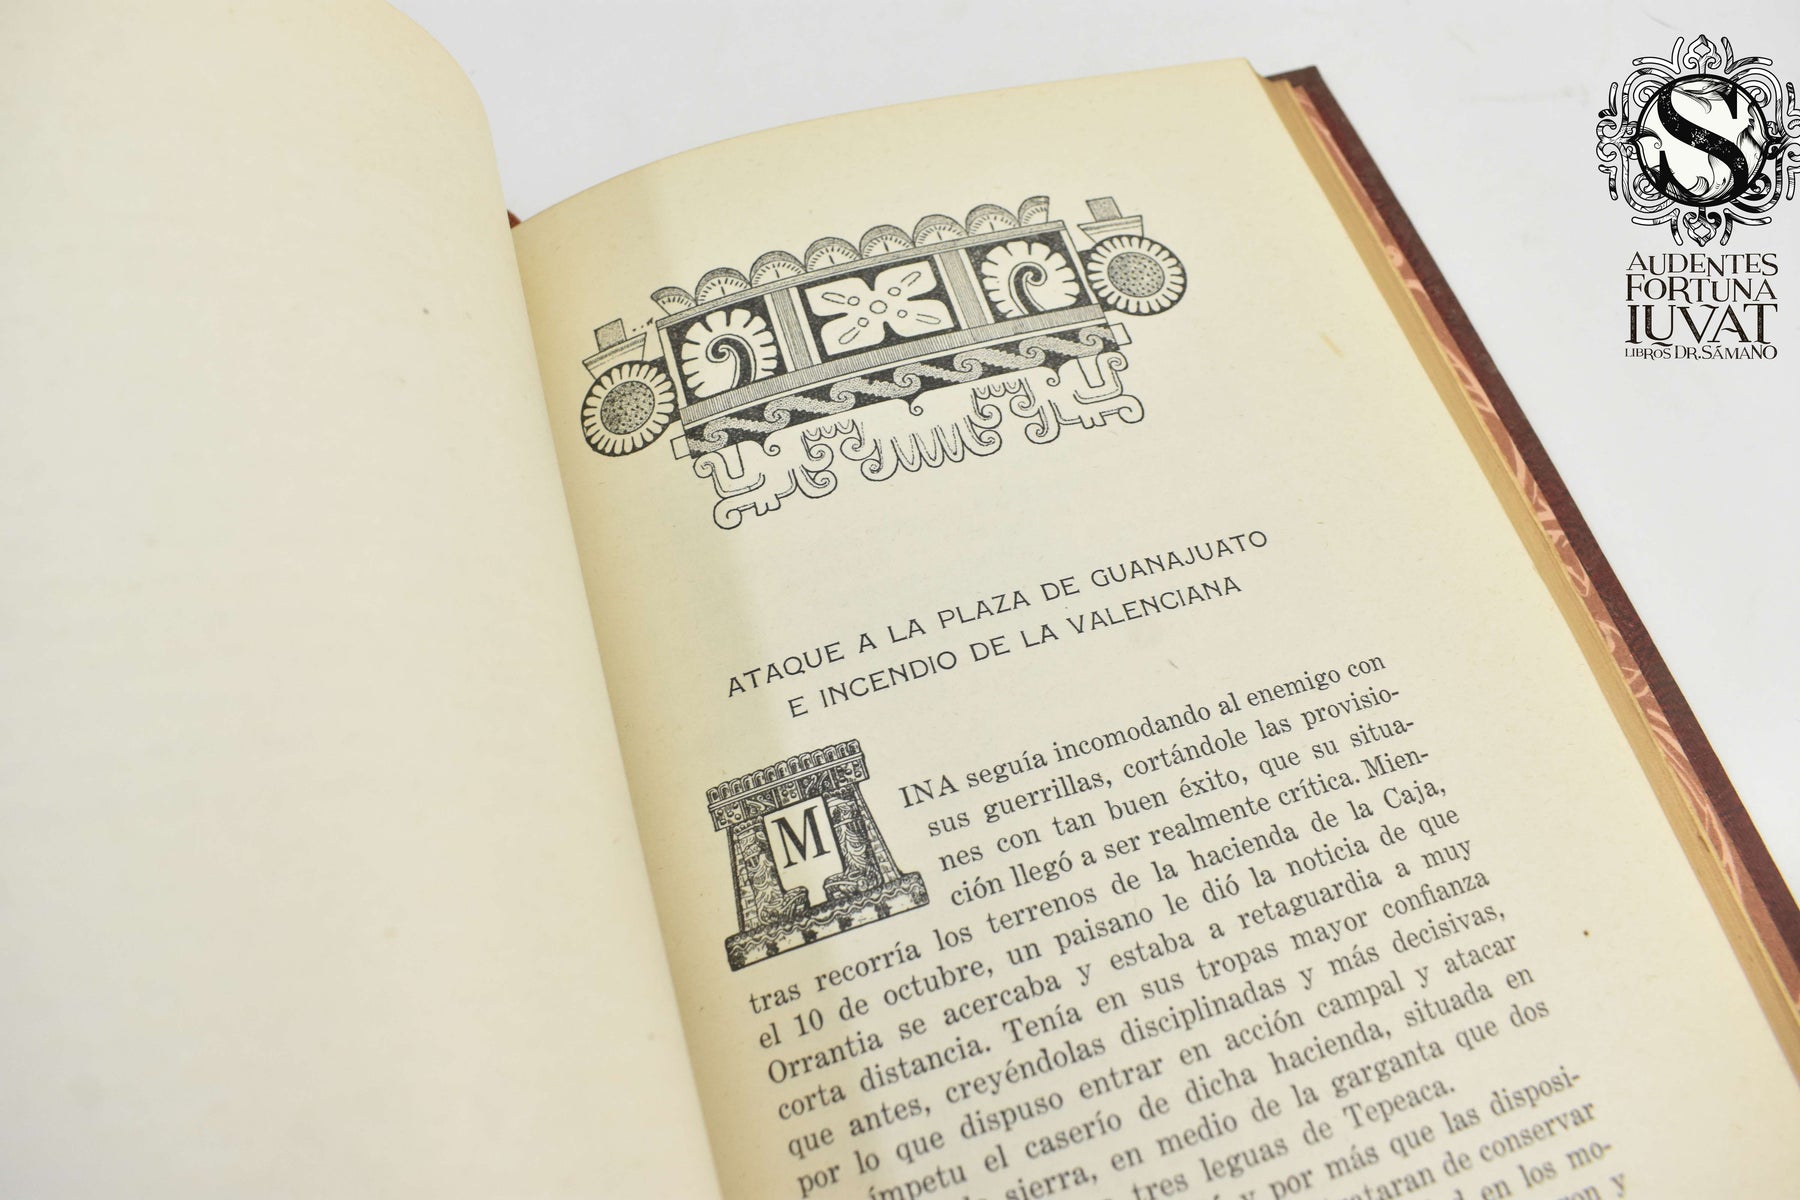 ATAQUE A LA PLAZA DE GUANAJUATO
E INCENDIO DE LA VALENCIANA
MINA seguía incomodando al enemigo con
sus guerrillas, cortándole las provisio-
nes con tan buen éxito, que su situa-
ción llegó a ser realmente crítica. Mien-
tras recorría los terrenos de la hacienda de la Caja,
el 10 de octubre, un paisano le dió la noticia de que
Orrantia se acercaba y estaba a retaguardia a muy
corta distancia. Tenía en sus tropas mayor confianza
que antes, creyéndolas disciplinadas y más decisivas,
por lo que dispuso entrar en acción campal y atacar
ímpetu el caserío de dicha hacienda, situada en
sierra, en medio de la garganta que dos
tres leguas de Tepeaca.
y por más que las disposi-
trataran de conservar
en los mo-
y
S
AUDENTES
FORTUNA
IUVAT
LIBROS DR. SÁMANO